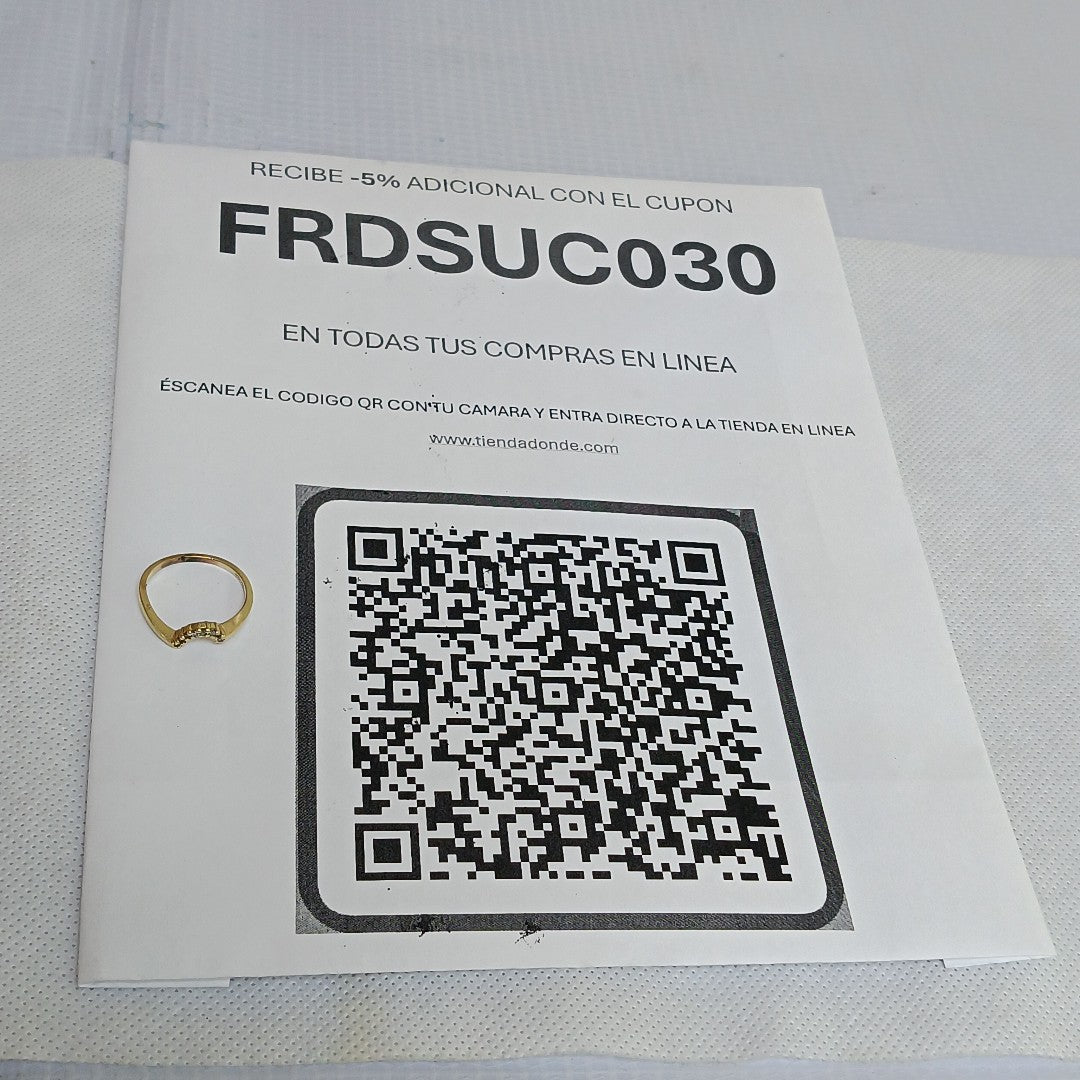 RECIBE -5% ADICIONAL CON EL CUPON
FRDSUC030
EN TODAS TUS COMPRAS EN LINEA
ÉSCANEA EL CODIGO QR CON TU CAMARA Y ENTRA DIRECTO A LA TIENDA EN LINEA
www.tiendadonde.com